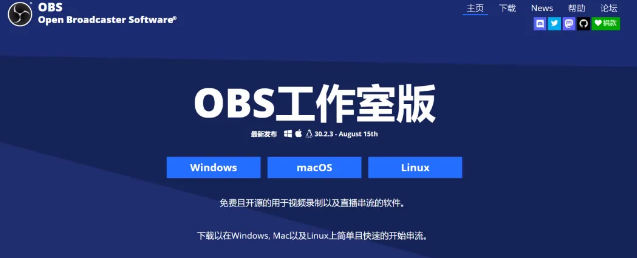 OBS
Open Broadcaster Software®
主页 下载 News 帮助 论坛
捐款
OBS工作室版
最新发布 30.2.3 - August 15th
Windows macOS Linux
免费且开源的用于视频录制以及直播串流的软件。
下载以在Windows, Mac以及Linux上简单且快速的开始串流。